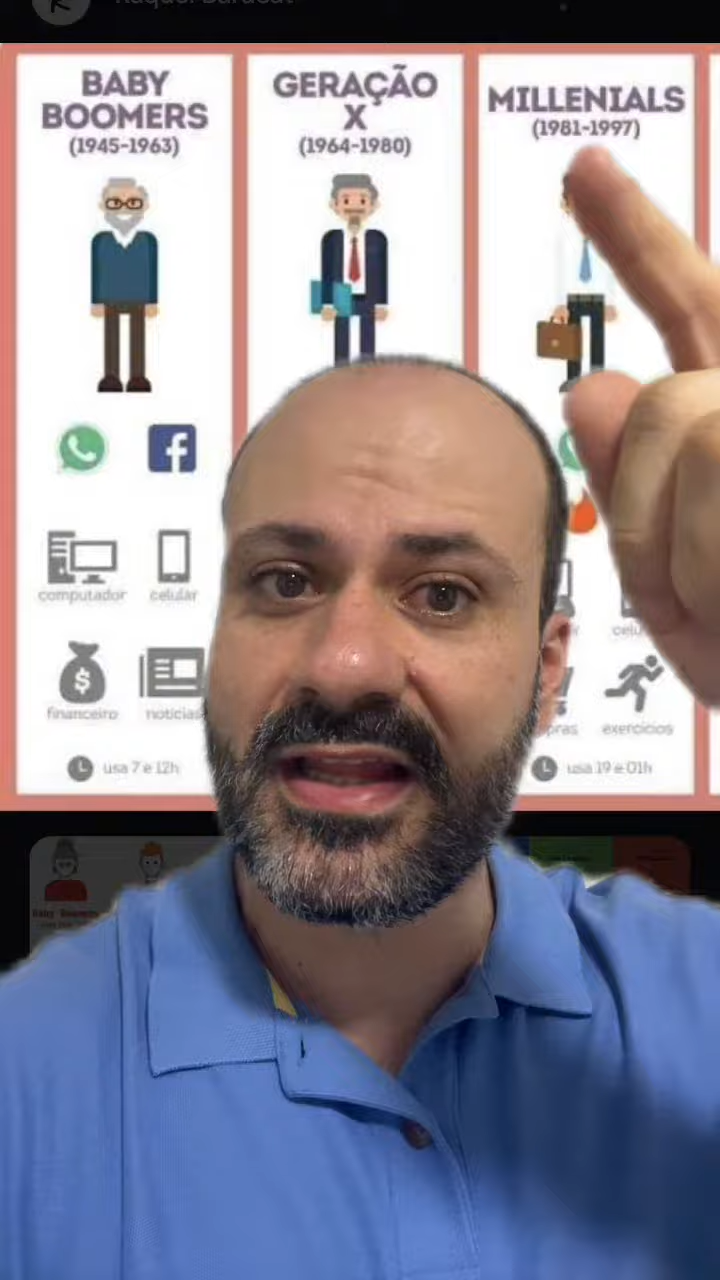 BABY
BOOMERS
(1945-1963)
computador
celular
financeiro
notícias
usa 7 e 12h
GERAÇÃO
X
(1964-1980)
MILLENIALS
(1981-1997)
exercícios
usa 19 e 01h